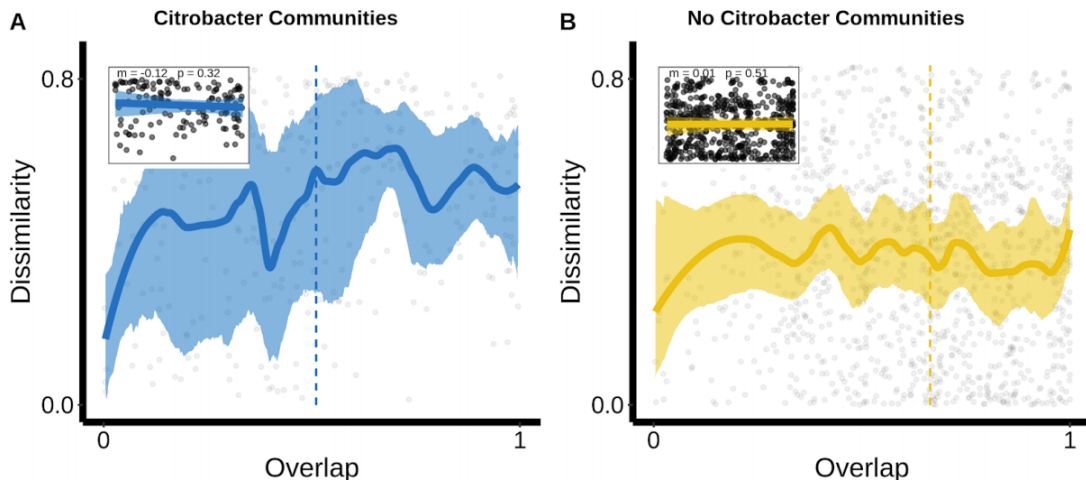 A
Citrobacter Communities
m = -0.12 p = 0.32
0.8
Dissimilarity
0.0
0
1
Overlap
B
No Citrobacter Communities
m = 0.01 p = 0.51
0.8
Dissimilarity
0.0
0
1
Overlap